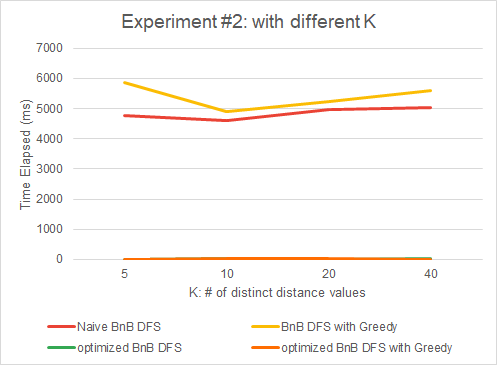 Experiment #2: with different K
7000
6000
5000
4000
3000
2000
1000
0
Time Elapsed (ms)
5 10 20 40
K: # of distinct distance values
Naive BnB DFS BnB DFS with Greedy
optimized BnB DFS optimized BnB DFS with Greedy